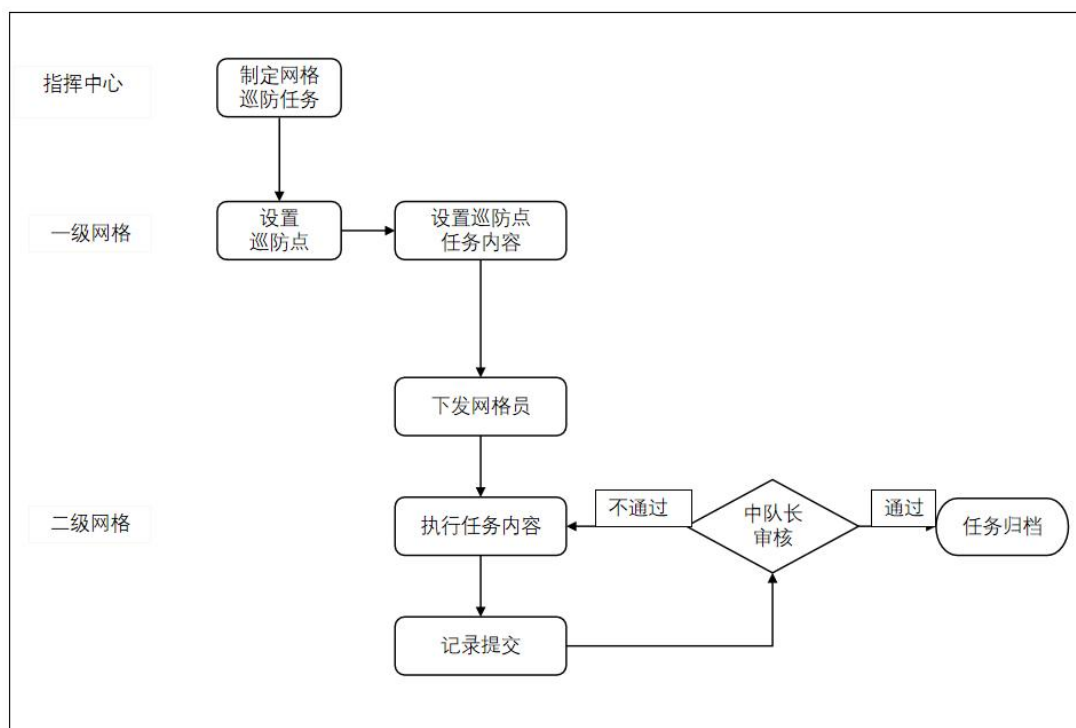 指挥中心
制定网格
巡防任务
一级网格
设置
巡防点
设置巡防点
任务内容
下发网格员
二级网格
执行任务内容
不通过
中队长
审核
通过
任务归档
记录提交